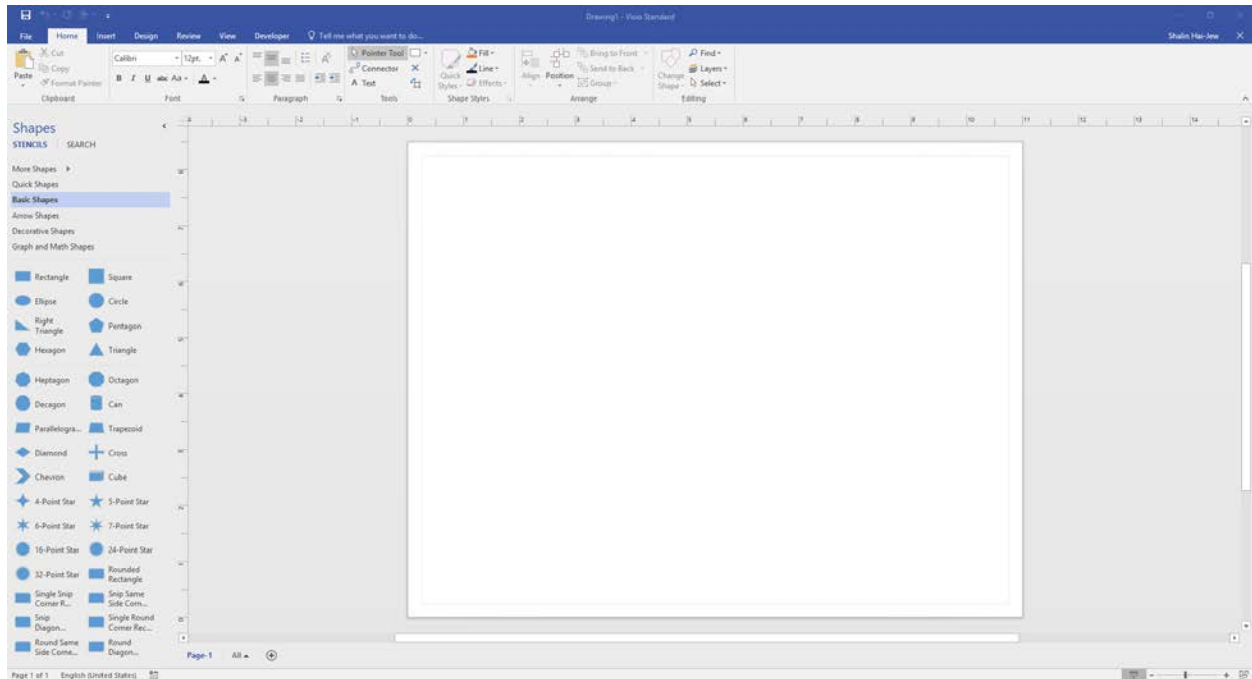 Drawing1 - Visio Standard
File Home Insert Design Review View Developer Tell me what you want to do... Shalin Hai-Jew
Cut
Copy
Format Painter
Paste
Clipboard
Calibri 12pt.
B I U abc Aa A
Font
Paragraph
Pointer Tool
Connector
A Text
Tools
Quick Styles
Fill
Line
Effects
Shape Styles
Align
Position
Bring to Front
Send to Back
Group
Arrange
Change Shape
Find
Layers
Select
Editing
Shapes
STENCILS SEARCH
More Shapes
Quick Shapes
Basic Shapes
Arrow Shapes
Decorative Shapes
Graph and Math Shapes
Rectangle Square
Ellipse Circle
Right Triangle Pentagon
Hexagon Triangle
Heptagon Octagon
Decagon Can
Parallelogra... Trapezoid
Diamond Cross
Chevron Cube
4-Point Star 5-Point Star
6-Point Star 7-Point Star
16-Point Star 24-Point Star
32-Point Star Rounded Rectangle
Single Snip Corner R... Snip Same Side Corn...
Snip Diagon... Single Round Corner Rec...
Round Same Side Corne... Round Diagon...
Page-1 All
Page 1 of 1 English (United States)